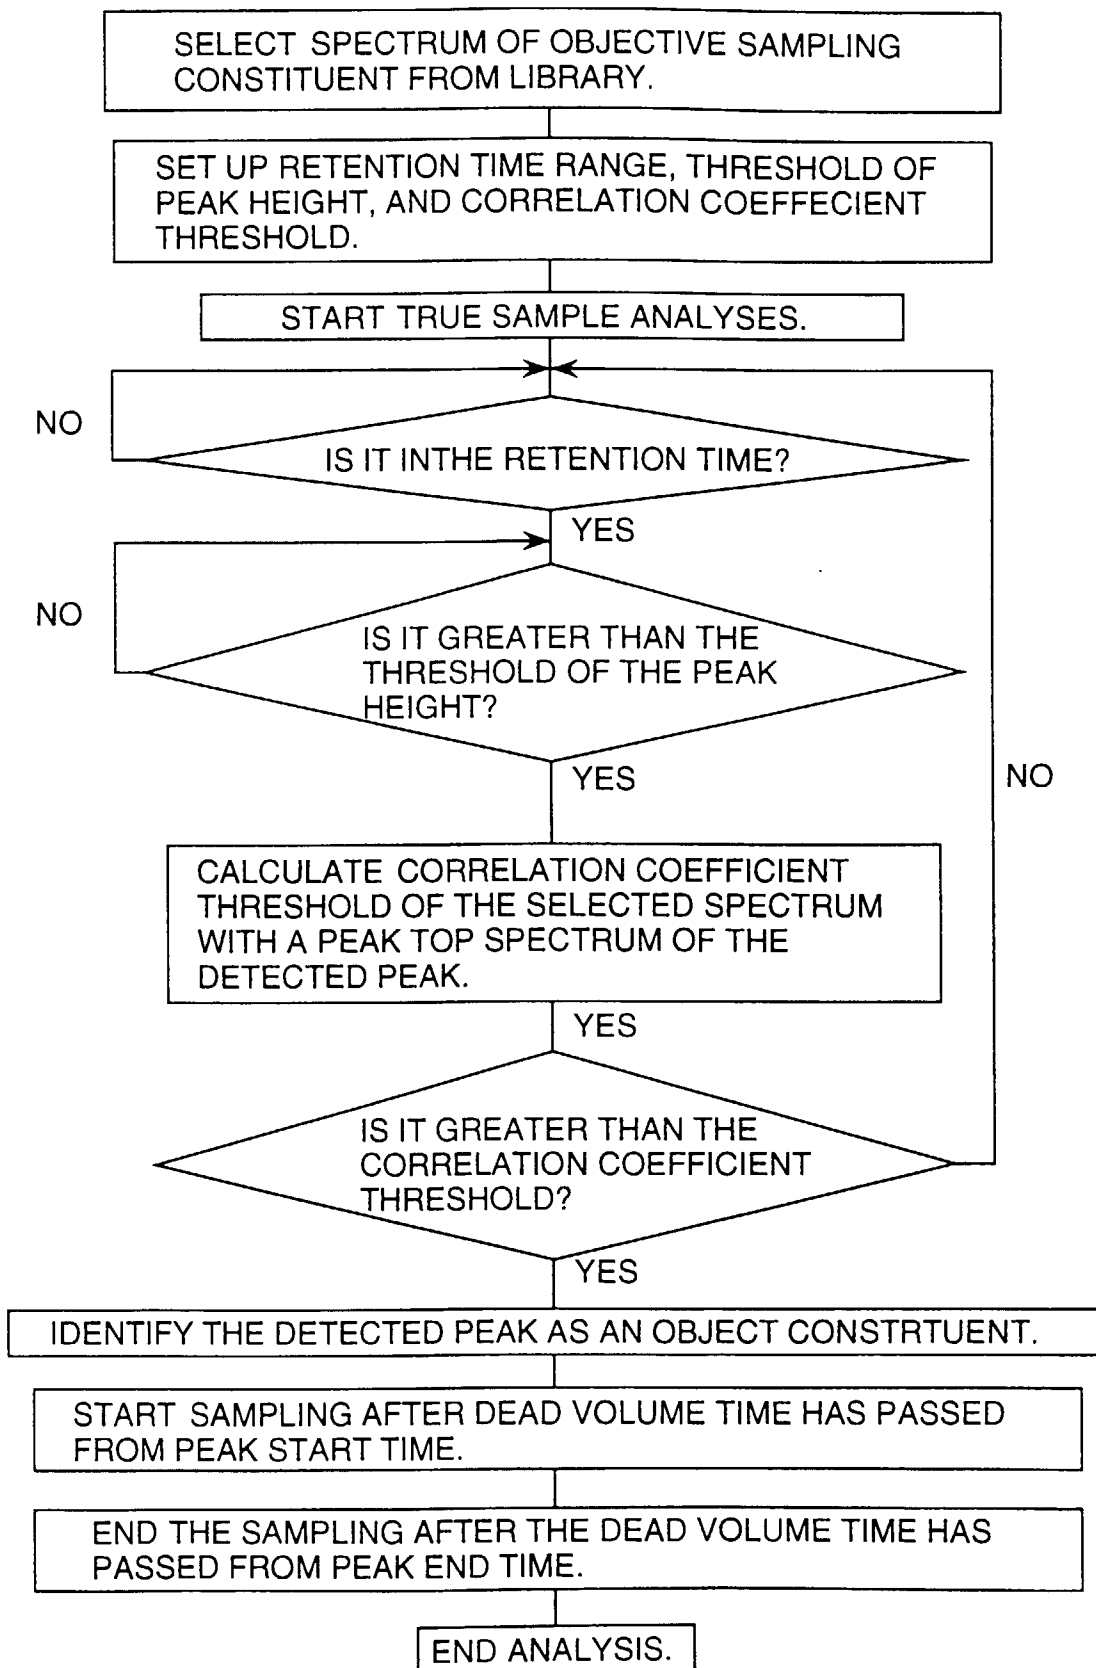 SELECT SPECTRUM OF OBJECTIVE SAMPLING
CONSTITUENT FROM LIBRARY.
SET UP RETENTION TIME RANGE, THRESHOLD OF
PEAK HEIGHT, AND CORRELATION COEFFECIENT
THRESHOLD.
START TRUE SAMPLE ANALYSES.
NO
IS IT INTHE RETENTION TIME?
YES
NO
IS IT GREATER THAN THE
THRESHOLD OF THE PEAK
HEIGHT?
YES
NO
CALCULATE CORRELATION COEFFICIENT
THRESHOLD OF THE SELECTED SPECTRUM
WITH A PEAK TOP SPECTRUM OF THE
DETECTED PEAK.
YES
IS IT GREATER THAN THE
CORRELATION COEFFICIENT
THRESHOLD?
YES
IDENTIFY THE DETECTED PEAK AS AN OBJECT CONSTRTUENT.
START SAMPLING AFTER DEAD VOLUME TIME HAS PASSED
FROM PEAK START TIME.
END THE SAMPLING AFTER THE DEAD VOLUME TIME HAS
PASSED FROM PEAK END TIME.
END ANALYSIS.